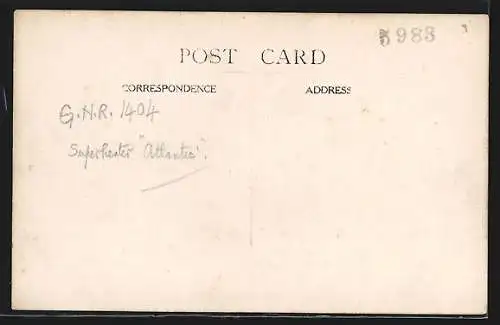 5983
POST CARD
CORRESPONDENCE
ADDRESS
G.N.R. 1404
Superheater "Atlantic".